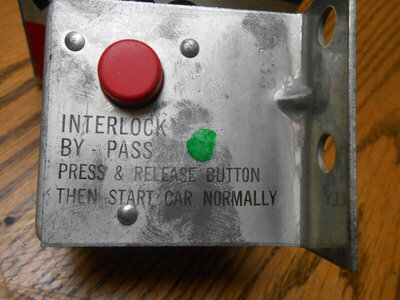 INTERLOCK
BY - PASS
PRESS & RELEASE BUTTON
THEN START CAR NORMALLY